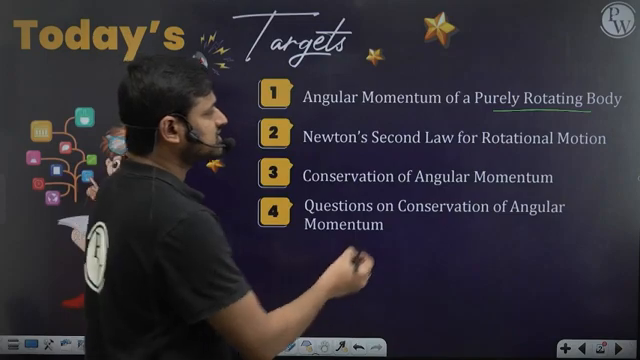 Today's Targets
PW
1 Angular Momentum of a Purely Rotating Body
2 Newton's Second Law for Rotational Motion
3 Conservation of Angular Momentum
4 Questions on Conservation of Angular
Momentum